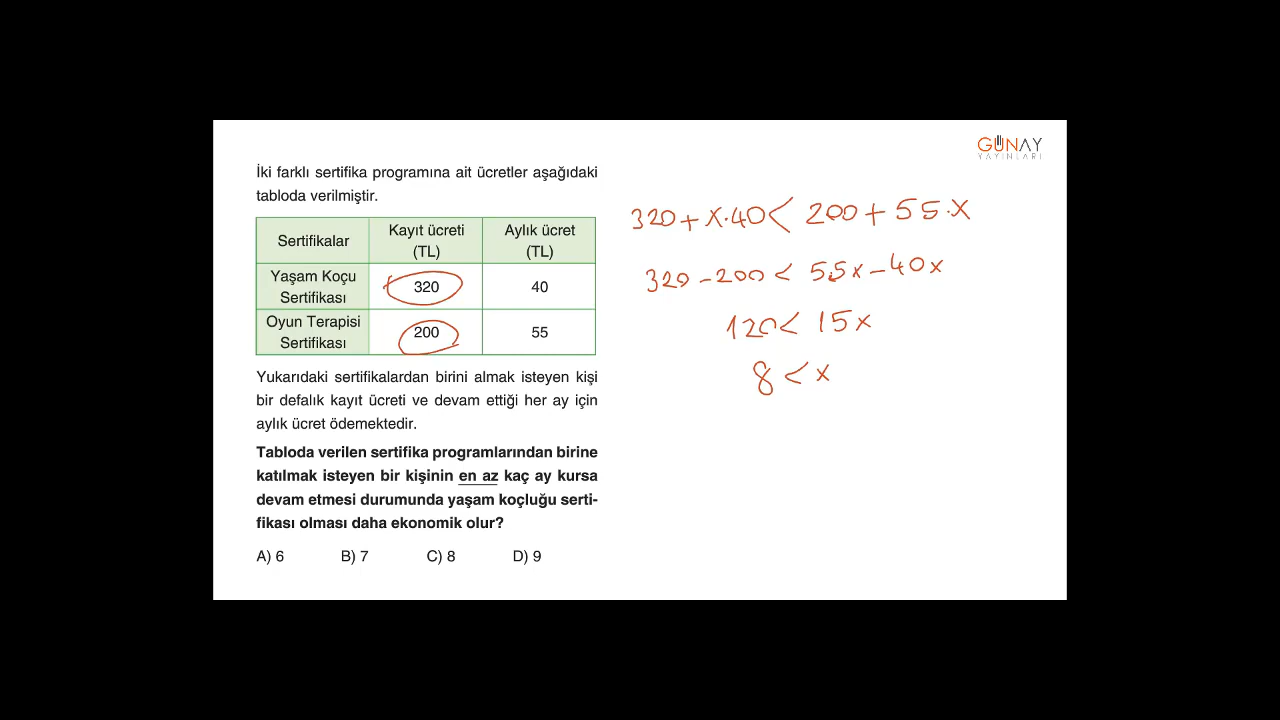 GÜNAY
YAYINLARI
İki farklı sertifika programına ait ücretler aşağıdaki
tabloda verilmiştir.
Sertifikalar
Kayıt ücreti
(TL)
Aylık ücret
(TL)
Yaşam Koçu
Sertifikası
320
40
Oyun Terapisi
Sertifikası
200
55
Yukarıdaki sertifikalardan birini almak isteyen kişi
bir defalık kayıt ücreti ve devam ettiği her ay için
aylık ücret ödemektedir.
Tabloda verilen sertifika programlarından birine
katılmak isteyen bir kişinin en az kaç ay kursa
devam etmesi durumunda yaşam koçluğu serti-
fikası olması daha ekonomik olur?
A) 6 B) 7 C) 8 D) 9
320 + x.40 < 200 + 55.x
320 - 200 < 55x - 40x
120 < 15x
8 < x